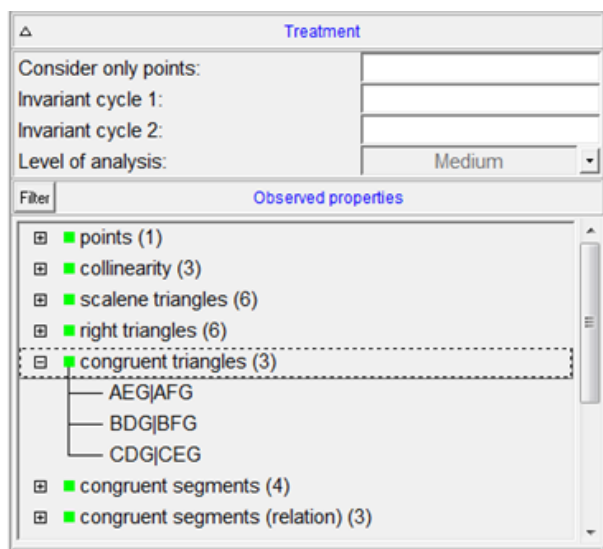 Treatment
Consider only points:
Invariant cycle 1:
Invariant cycle 2:
Level of analysis: Medium
Filter Observed properties
points (1)
collinearity (3)
scalene triangles (6)
right triangles (6)
congruent triangles (3)
AEG|AFG
BDG|BFG
CDG|CEG
congruent segments (4)
congruent segments (relation) (3)